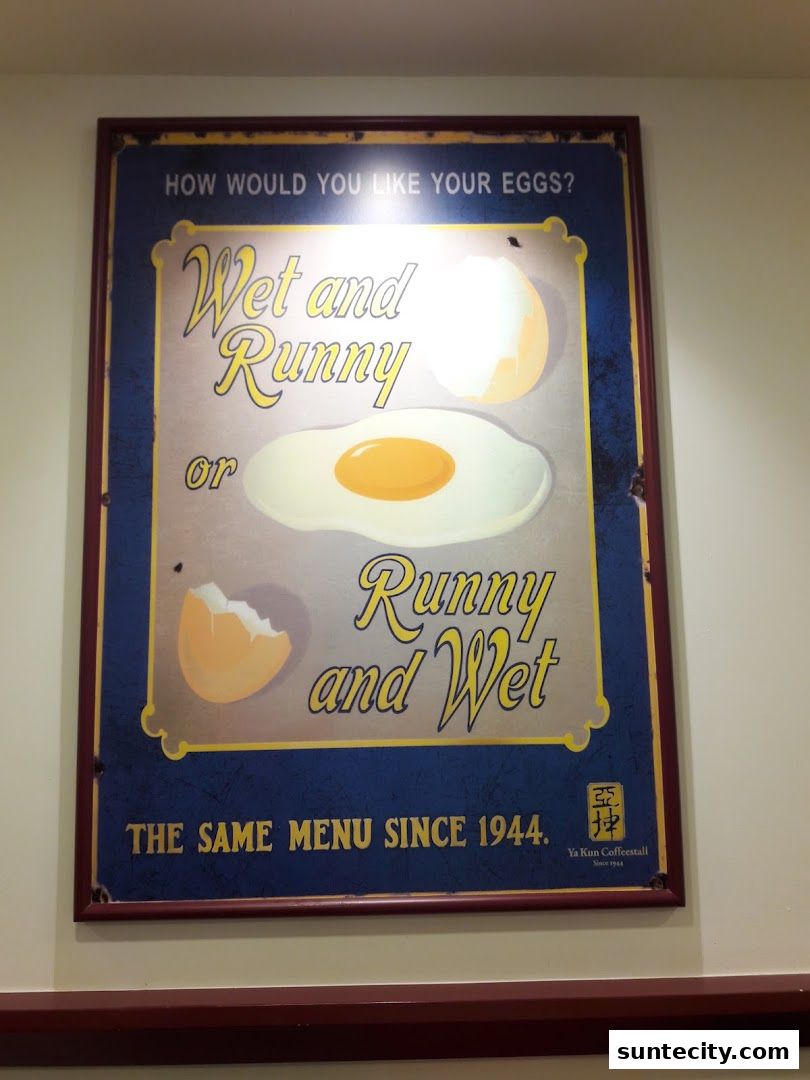 HOW WOULD YOU LIKE YOUR EGGS?
Wet and
Runny
or
Runny
and Wet
THE SAME MENU SINCE 1944.
亞
坤
Ya Kun Coffeestall
Since 1944
suntecity.com